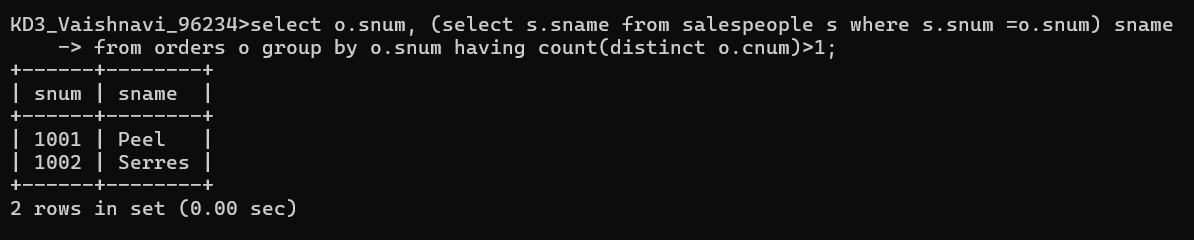 KD3_Vaishnavi_96234>select o.snum, (select s.sname from salespeople s where s.snum =o.snum) sname
    -> from orders o group by o.snum having count(distinct o.cnum)>1;
+------+--------+
| snum | sname  |
+------+--------+
| 1001 | Peel   |
| 1002 | Serres |
+------+--------+
2 rows in set (0.00 sec)